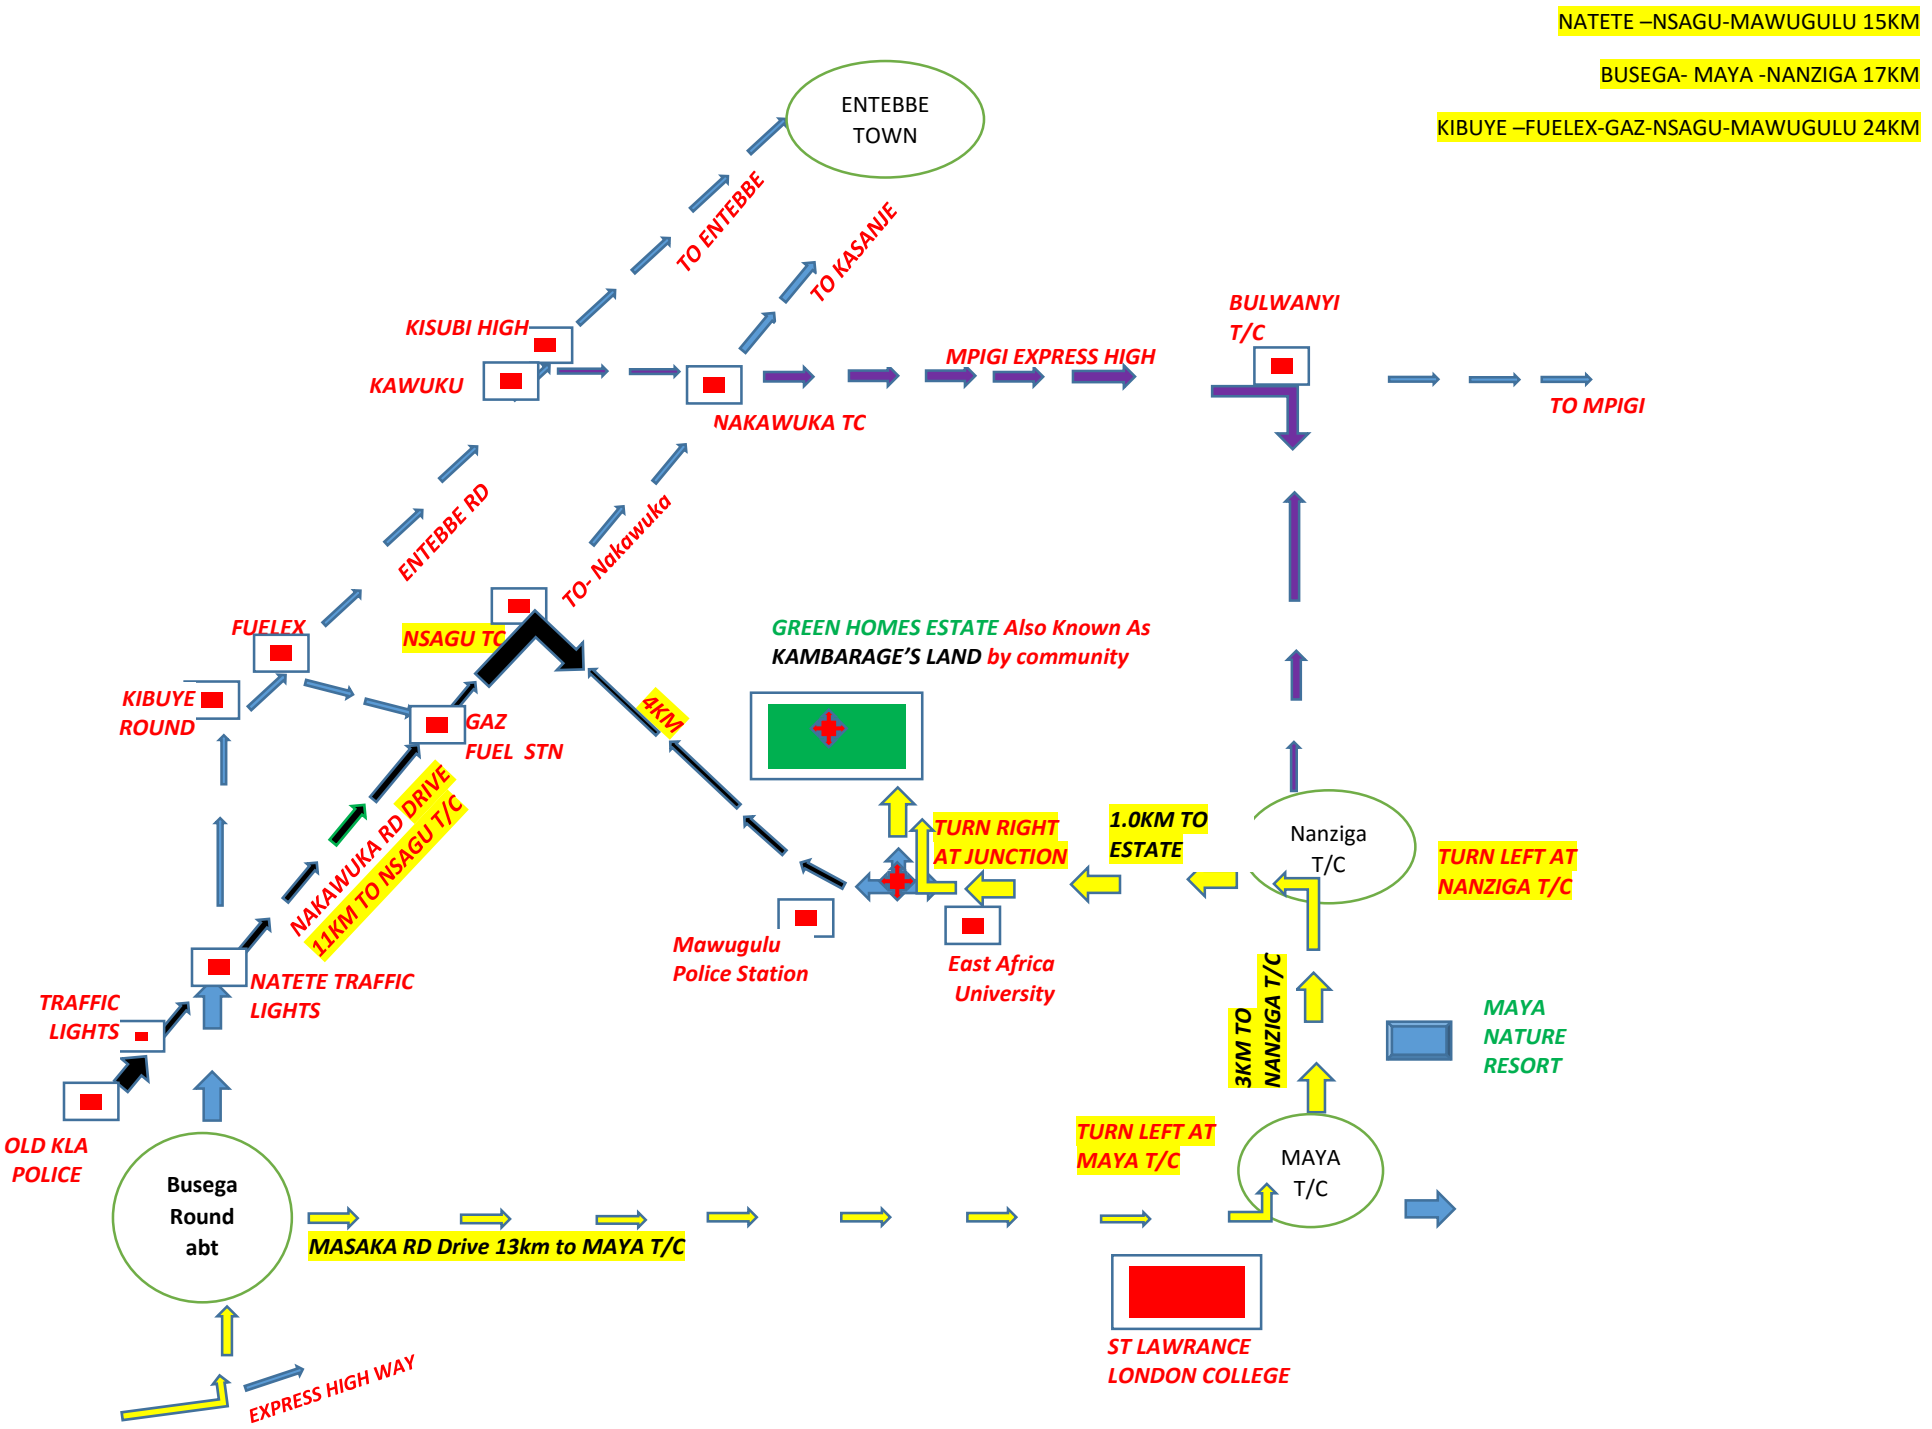 NATETE –NSAGU-MAWUGULU 15KM
BUSEGA- MAYA -NANZIGA 17KM
KIBUYE –FUELEX-GAZ-NSAGU-MAWUGULU 24KM
ENTEBBE
TOWN
TO ENTEBBE
TO KASANJE
KISUBI HIGH
KAWUKU
NAKAWUKA TC
MPIGI EXPRESS HIGH
BULWANYI
T/C
TO MPIGI
ENTEBBE RD
TO- Nakawuka
FUELEX
NSAGU TC
KIBUYE
ROUND
GAZ
FUEL STN
4KM
GREEN HOMES ESTATE Also Known As
KAMBARAGE'S LAND by community
NAKAWUKA RD DRIVE
11KM TO NSAGU T/C
TURN RIGHT
AT JUNCTION
1.0KM TO
ESTATE
Nanziga
T/C
TURN LEFT AT
NANZIGA T/C
Mawugulu
Police Station
East Africa
University
NATETE TRAFFIC
LIGHTS
TRAFFIC
LIGHTS
3KM TO
NANZIGA T/C
MAYA
NATURE
RESORT
OLD KLA
POLICE
TURN LEFT AT
MAYA T/C
MAYA
T/C
Busega
Round
abt
MASAKA RD Drive 13km to MAYA T/C
ST LAWRANCE
LONDON COLLEGE
EXPRESS HIGH WAY